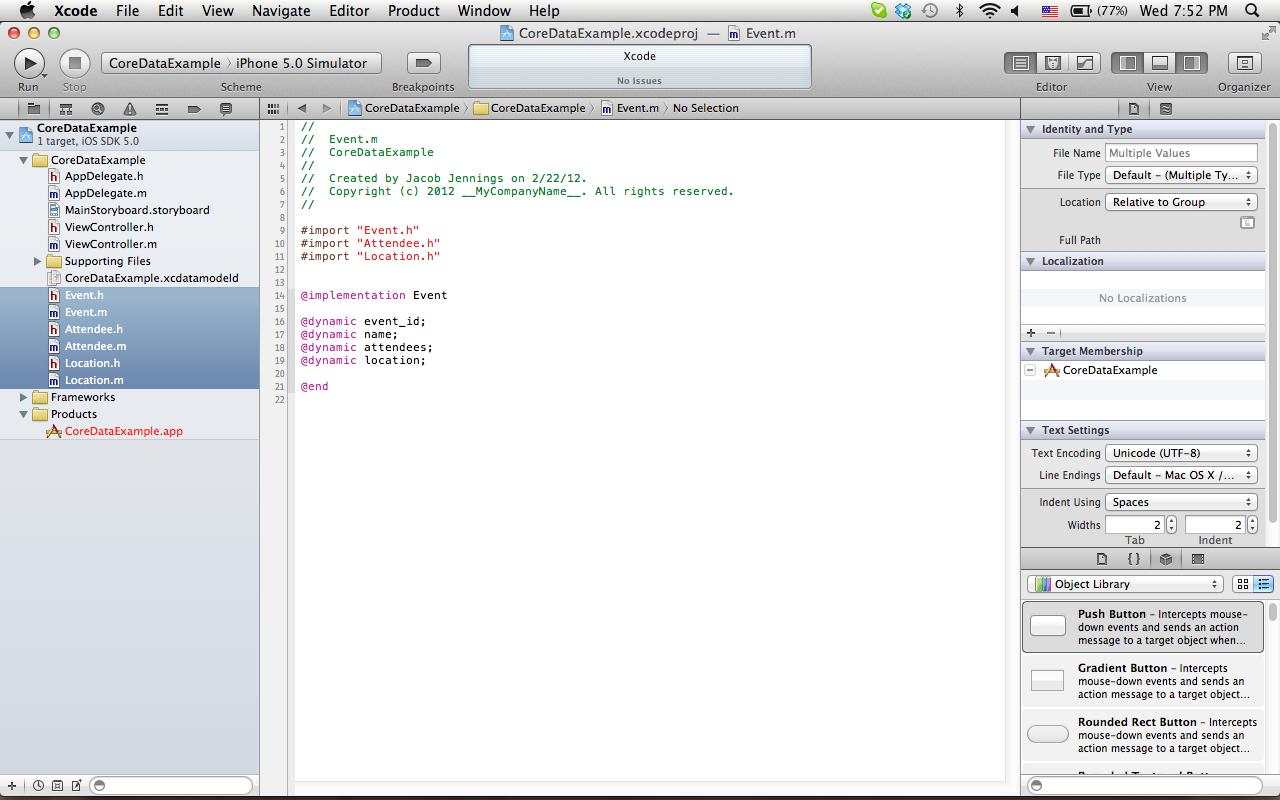 Xcode File Edit View Navigate Editor Product Window Help (77%) Wed 7:52 PM
CoreDataExample.xcodeproj — Event.m
CoreDataExample iPhone 5.0 Simulator
Xcode
No Issues
Run Stop Scheme Breakpoints Editor View Organizer
CoreDataExample
1 target, iOS SDK 5.0
CoreDataExample
AppDelegate.h
AppDelegate.m
MainStoryboard.storyboard
ViewController.h
ViewController.m
Supporting Files
CoreDataExample.xcdatamodeld
Event.h
Event.m
Attendee.h
Attendee.m
Location.h
Location.m
Frameworks
Products
CoreDataExample.app
CoreDataExample CoreDataExample Event.m No Selection
1 //
2 // Event.m
3 // CoreDataExample
4 //
5 // Created by Jacob Jennings on 2/22/12.
6 // Copyright (c) 2012 __MyCompanyName__. All rights reserved.
7 //
8
9 #import "Event.h"
10 #import "Attendee.h"
11 #import "Location.h"
12
13
14 @implementation Event
15
16 @dynamic event_id;
17 @dynamic name;
18 @dynamic attendees;
19 @dynamic location;
20
21 @end
22
Identity and Type
File Name Multiple Values
File Type Default – (Multiple Ty...
Location Relative to Group
Full Path
Localization
No Localizations
Target Membership
CoreDataExample
Text Settings
Text Encoding Unicode (UTF-8)
Line Endings Default – Mac OS X /...
Indent Using Spaces
Widths 2 2
Tab Indent
{ }
Object Library
Push Button – Intercepts mouse-
down events and sends an action
message to a target object when...
Gradient Button – Intercepts
mouse-down events and sends an
action message to a target object...
Rounded Rect Button – Intercepts
mouse-down events and sends an
action message to a target object...